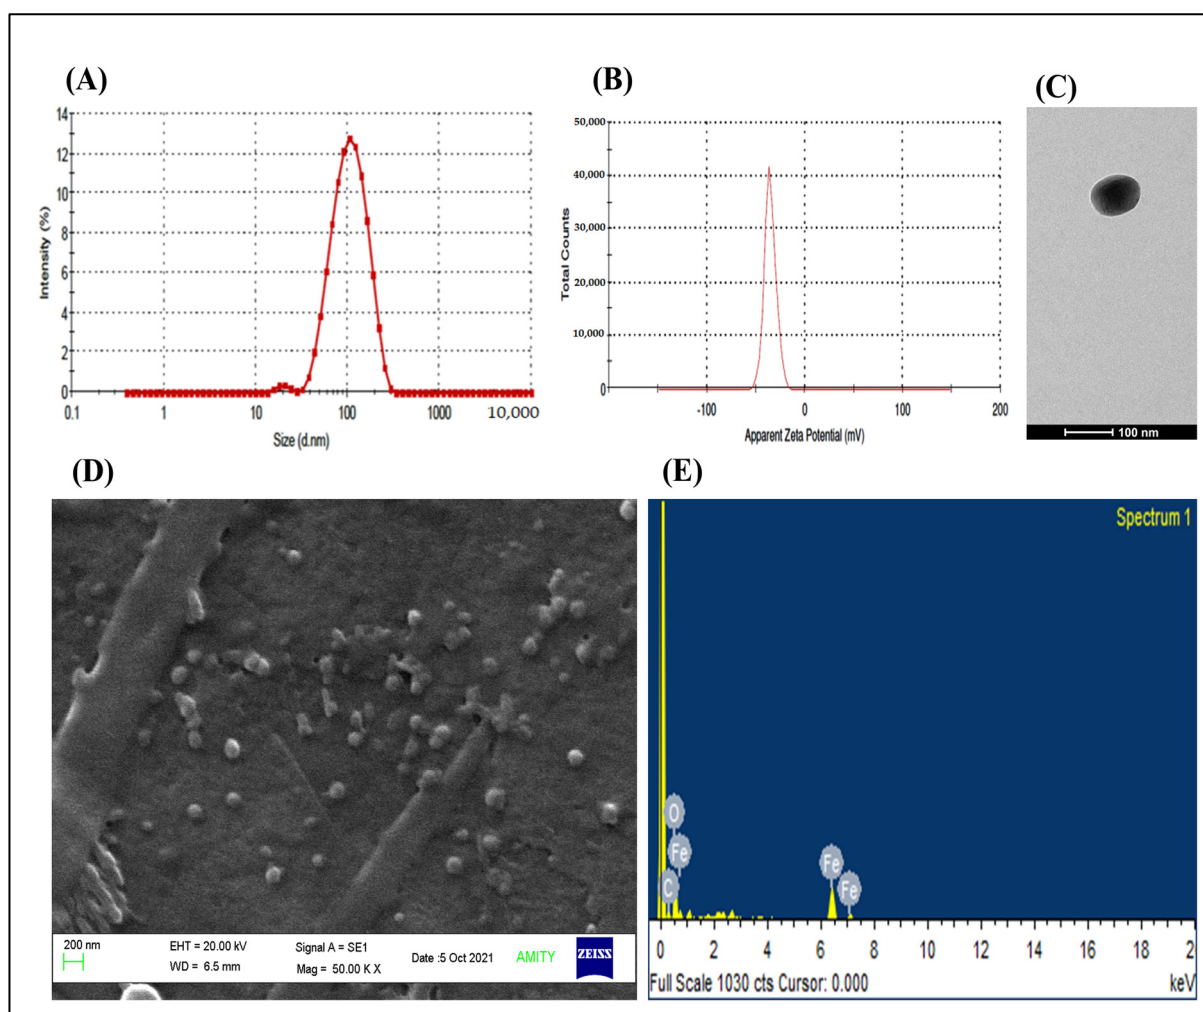 (A)
(B)
(C)
14
12
10
8
6
4
2
0
Intensity (%)
0.1 1 10 100 1000 10,000
Size (d.nm)
50,000
40,000
30,000
20,000
10,000
0
Total Counts
-100 0 100 200
Apparent Zeta Potential (mV)
100 nm
(D)
(E)
200 nm
EHT = 20.00 kV
WD = 6.5 mm
Signal A = SE1
Mag = 50.00 K X
Date :5 Oct 2021
AMITY
ZEISS
Spectrum 1
O
Fe
C
Fe
Fe
0 2 4 6 8 10 12 14 16 18 2
Full Scale 1030 cts Cursor: 0.000
keV